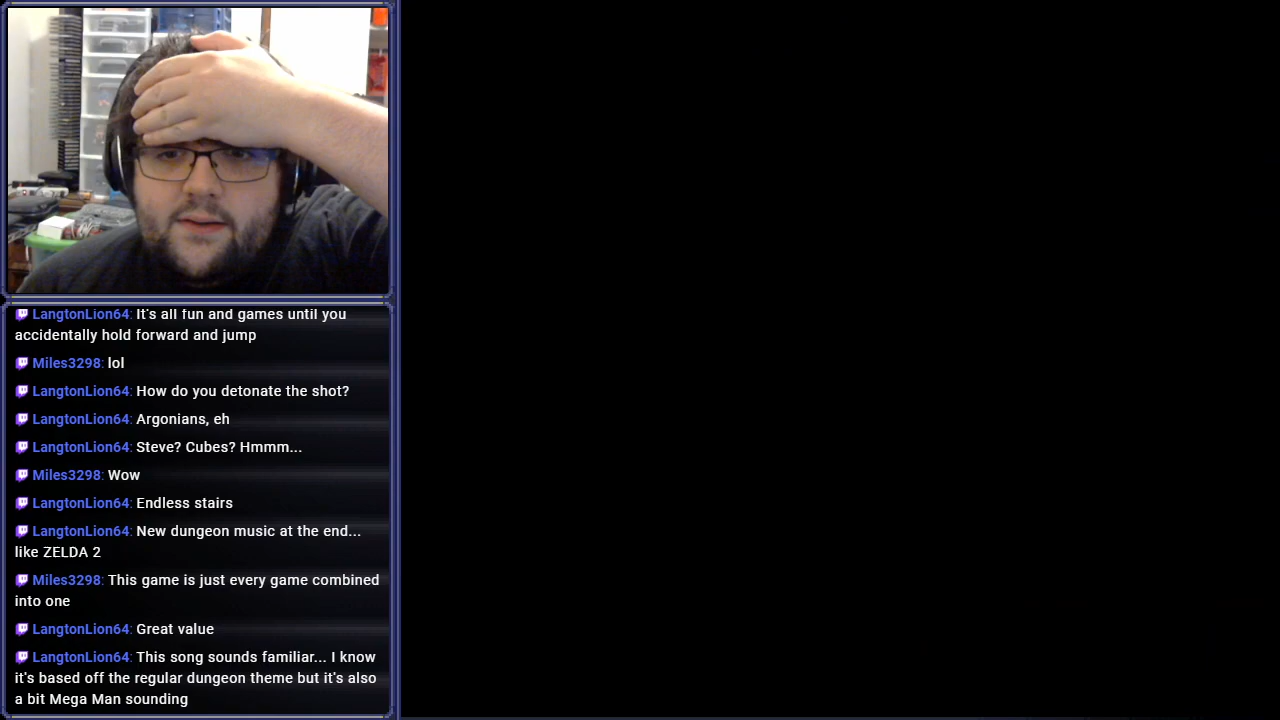 LangtonLion64: It's all fun and games until you
accidentally hold forward and jump
Miles3298: lol
LangtonLion64: How do you detonate the shot?
LangtonLion64: Argonians, eh
LangtonLion64: Steve? Cubes? Hmmm...
Miles3298: Wow
LangtonLion64: Endless stairs
LangtonLion64: New dungeon music at the end...
like ZELDA 2
Miles3298: This game is just every game combined
into one
LangtonLion64: Great value
LangtonLion64: This song sounds familiar... I know
it's based off the regular dungeon theme but it's also
a bit Mega Man sounding